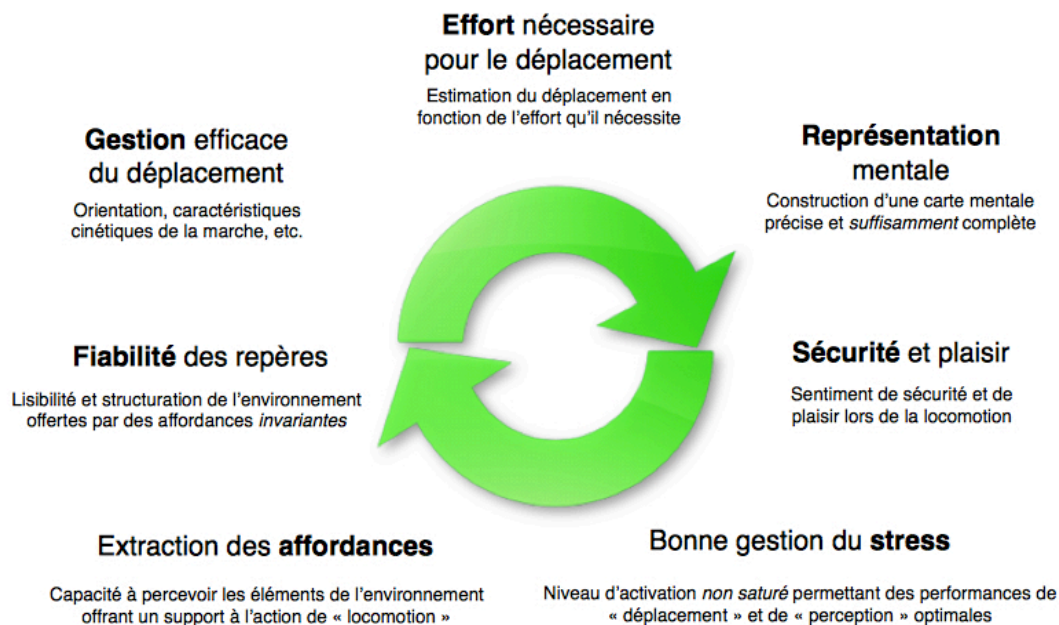 Effort nécessaire
pour le déplacement
Estimation du déplacement en
fonction de l'effort qu'il nécessite
Représentation
mentale
Construction d'une carte mentale
précise et suffisamment complète
Sécurité et plaisir
Sentiment de sécurité et de
plaisir lors de la locomotion
Bonne gestion du stress
Niveau d'activation non saturé permettant des performances de
« déplacement » et de « perception » optimales
Extraction des affordances
Capacité à percevoir les éléments de l'environnement
offrant un support à l'action de « locomotion »
Fiabilité des repères
Lisibilité et structuration de l'environnement
offertes par des affordances invariantes
Gestion efficace
du déplacement
Orientation, caractéristiques
cinétiques de la marche, etc.